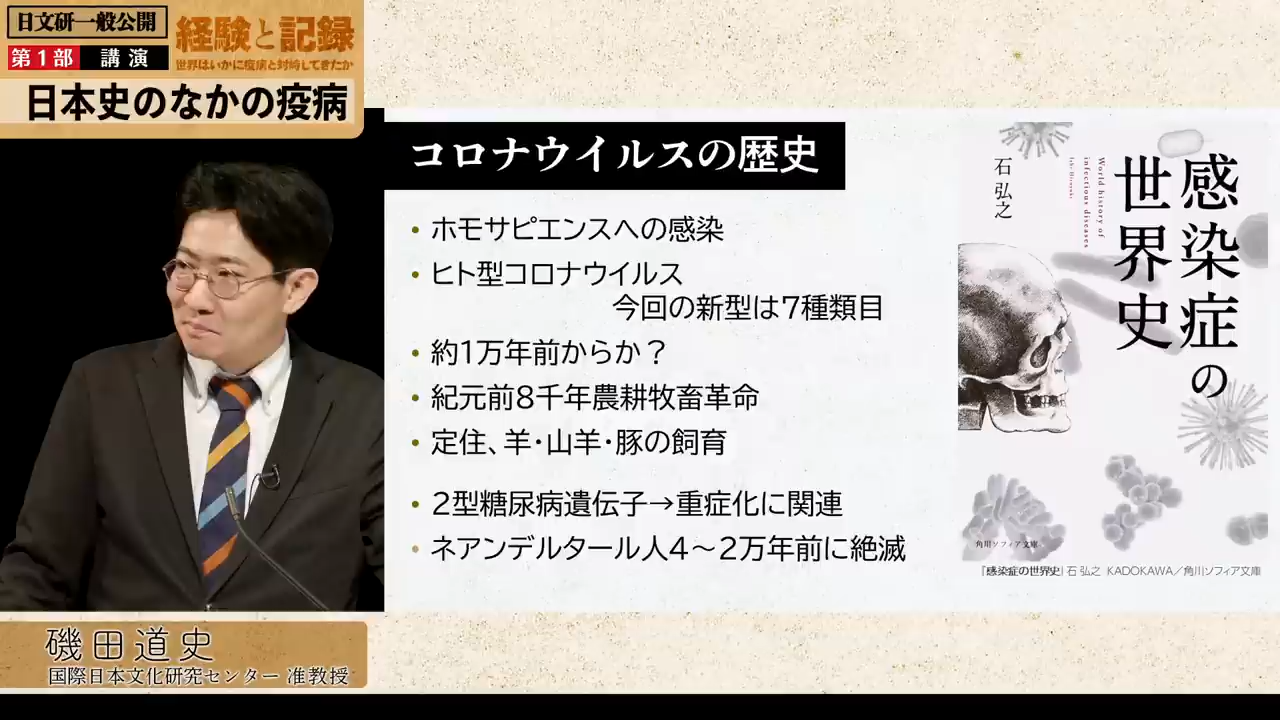 日文研一般公開
第1部 講演
経験と記録
世界はいかに疫病と対峙してきたか
日本史のなかの疫病
コロナウイルスの歴史
・ホモサピエンスへの感染
・ヒト型コロナウイルス
今回の新型は7種類目
・約1万年前からか？
・紀元前8千年農耕牧畜革命
・定住、羊・山羊・豚の飼育
・2型糖尿病遺伝子→重症化に関連
・ネアンデルタール人4～2万年前に絶滅
感染症の
世界史
World history of
infectious diseases
Ishi Hiroyuki
石 弘之
角川ソフィア文庫
『感染症の世界史』石 弘之 KADOKAWA／角川ソフィア文庫
磯田道史
国際日本文化研究センター 准教授